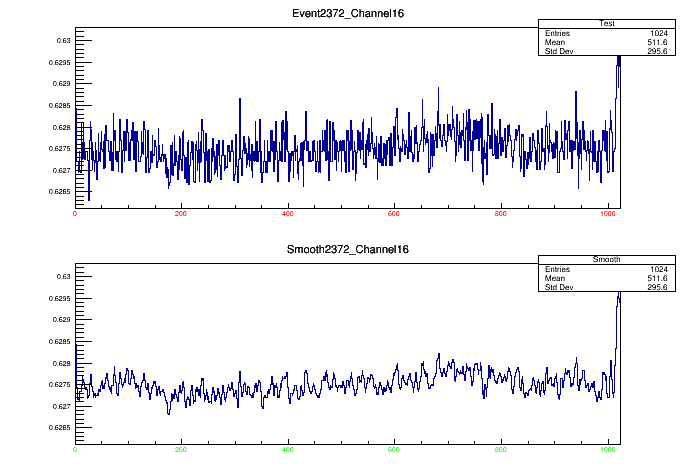 Event2372_Channel16
Test
Entries 1024
Mean 511.6
Std Dev 295.6
0.63
0.6295
0.629
0.6285
0.628
0.6275
0.627
0.6265
0 200 400 600 800 1000
Smooth2372_Channel16
Smooth
Entries 1024
Mean 511.6
Std Dev 295.6
0.63
0.6295
0.629
0.6285
0.628
0.6275
0.627
0.6265
0 200 400 600 800 1000